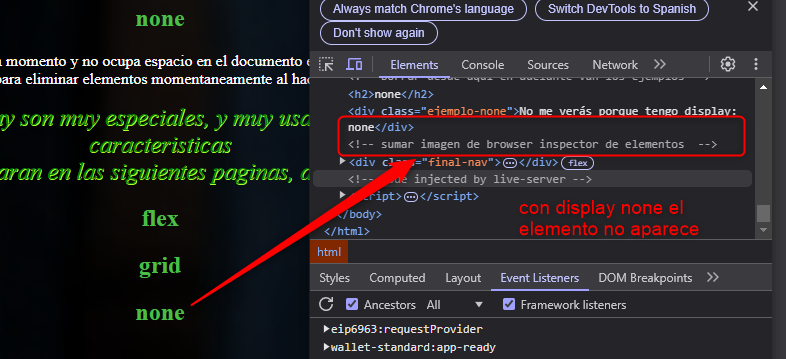 none
momento y no ocupa espacio en el documento e
para eliminar elementos momentaneamente al hac
y son muy especiales, y muy usa
caracteristicas
aran en las siguientes paginas, a
flex
grid
none
Always match Chrome's language
Switch DevTools to Spanish
Don't show again
Elements Console Sources Network
<h2>none</h2>
<div class="ejemplo-none">No me verás porque tengo display:
none</div>
<!-- sumar imagen de browser inspector de elementos -->
<div class="final-nav"> </div> flex
injected by live-server -->
script> </script>
</body>
</html>
con display none el
elemento no aparece
html
Styles Computed Layout Event Listeners DOM Breakpoints
Ancestors All Framework listeners
eip6963:requestProvider
wallet-standard:app-ready